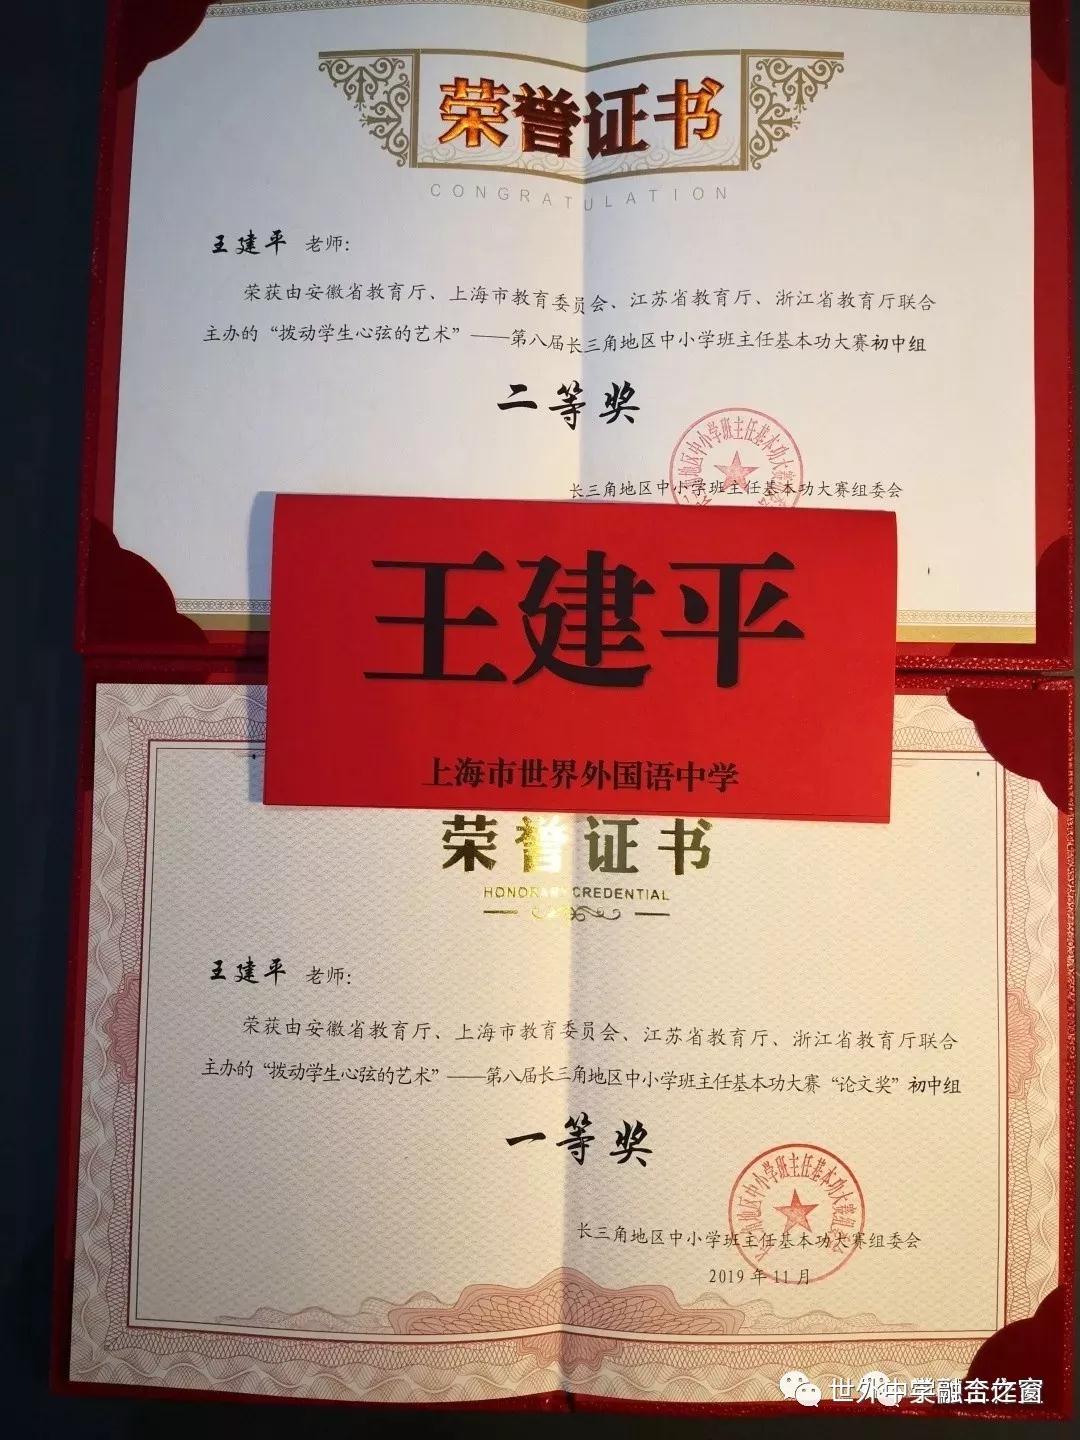 荣誉证书
CONGRATULATION
王建平 老师:
荣获由安徽省教育厅、上海市教育委员会、江苏省教育厅、浙江省教育厅联合
主办的“拨动学生心弦的艺术”——第八届长三角地区中小学班主任基本功大赛初中组
二等奖
长三角地区中小学班主任基本功大赛组委会
王建平
上海市世界外国语中学
荣誉证书
HONORARY CREDENTIAL
王建平 老师:
荣获由安徽省教育厅、上海市教育委员会、江苏省教育厅、浙江省教育厅联合
主办的“拨动学生心弦的艺术”——第八届长三角地区中小学班主任基本功大赛“论文奖”初中组
一等奖
长三角地区中小学班主任基本功大赛组委会
2019年11月